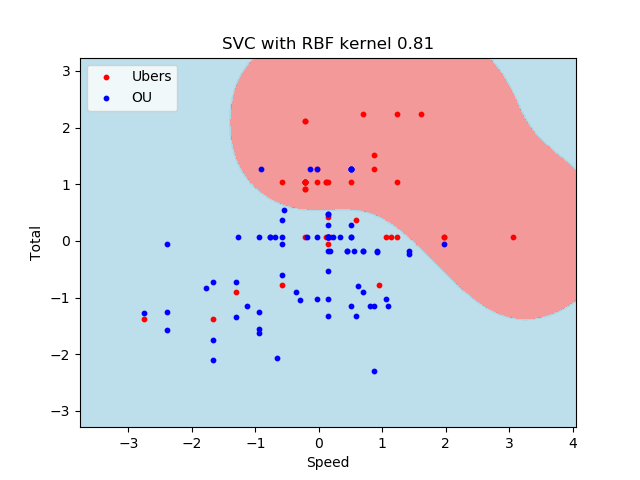 SVC with RBF kernel 0.81
Ubers
OU
3
2
1
0
−1
−2
−3
Total
−3 −2 −1 0 1 2 3 4
Speed